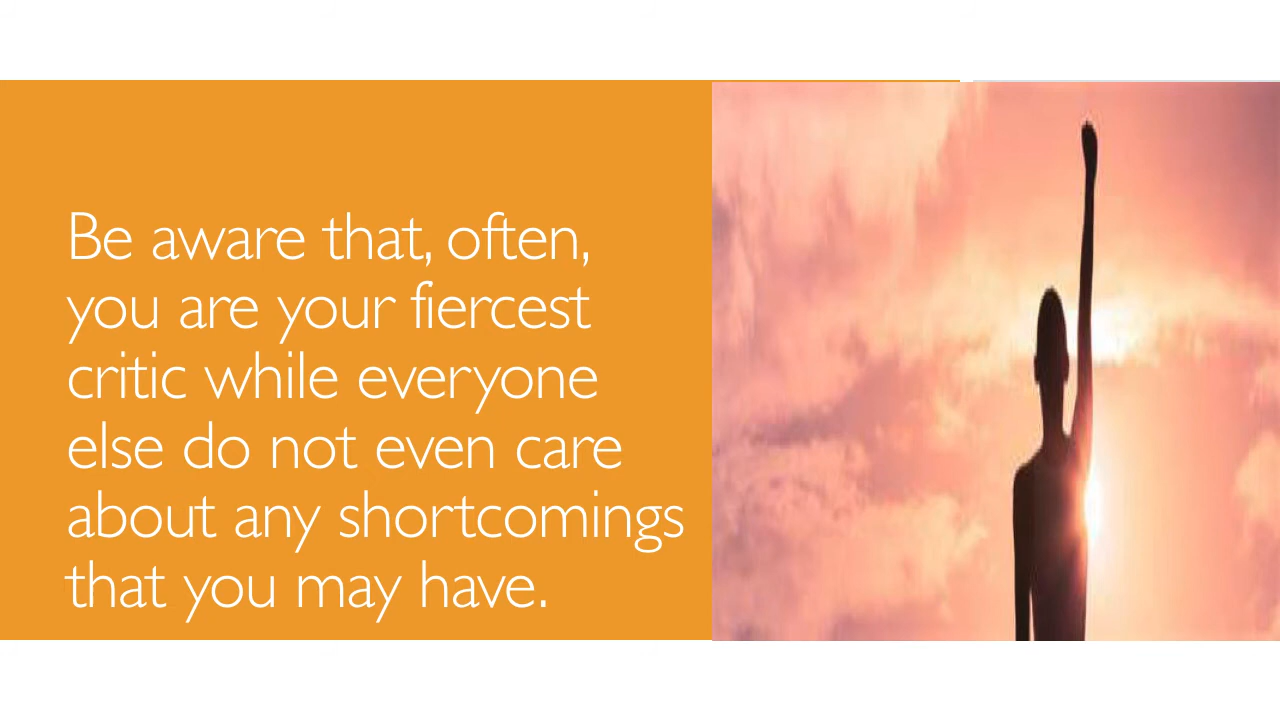 Be aware that, often,
you are your fiercest
critic while everyone
else do not even care
about any shortcomings
that you may have.